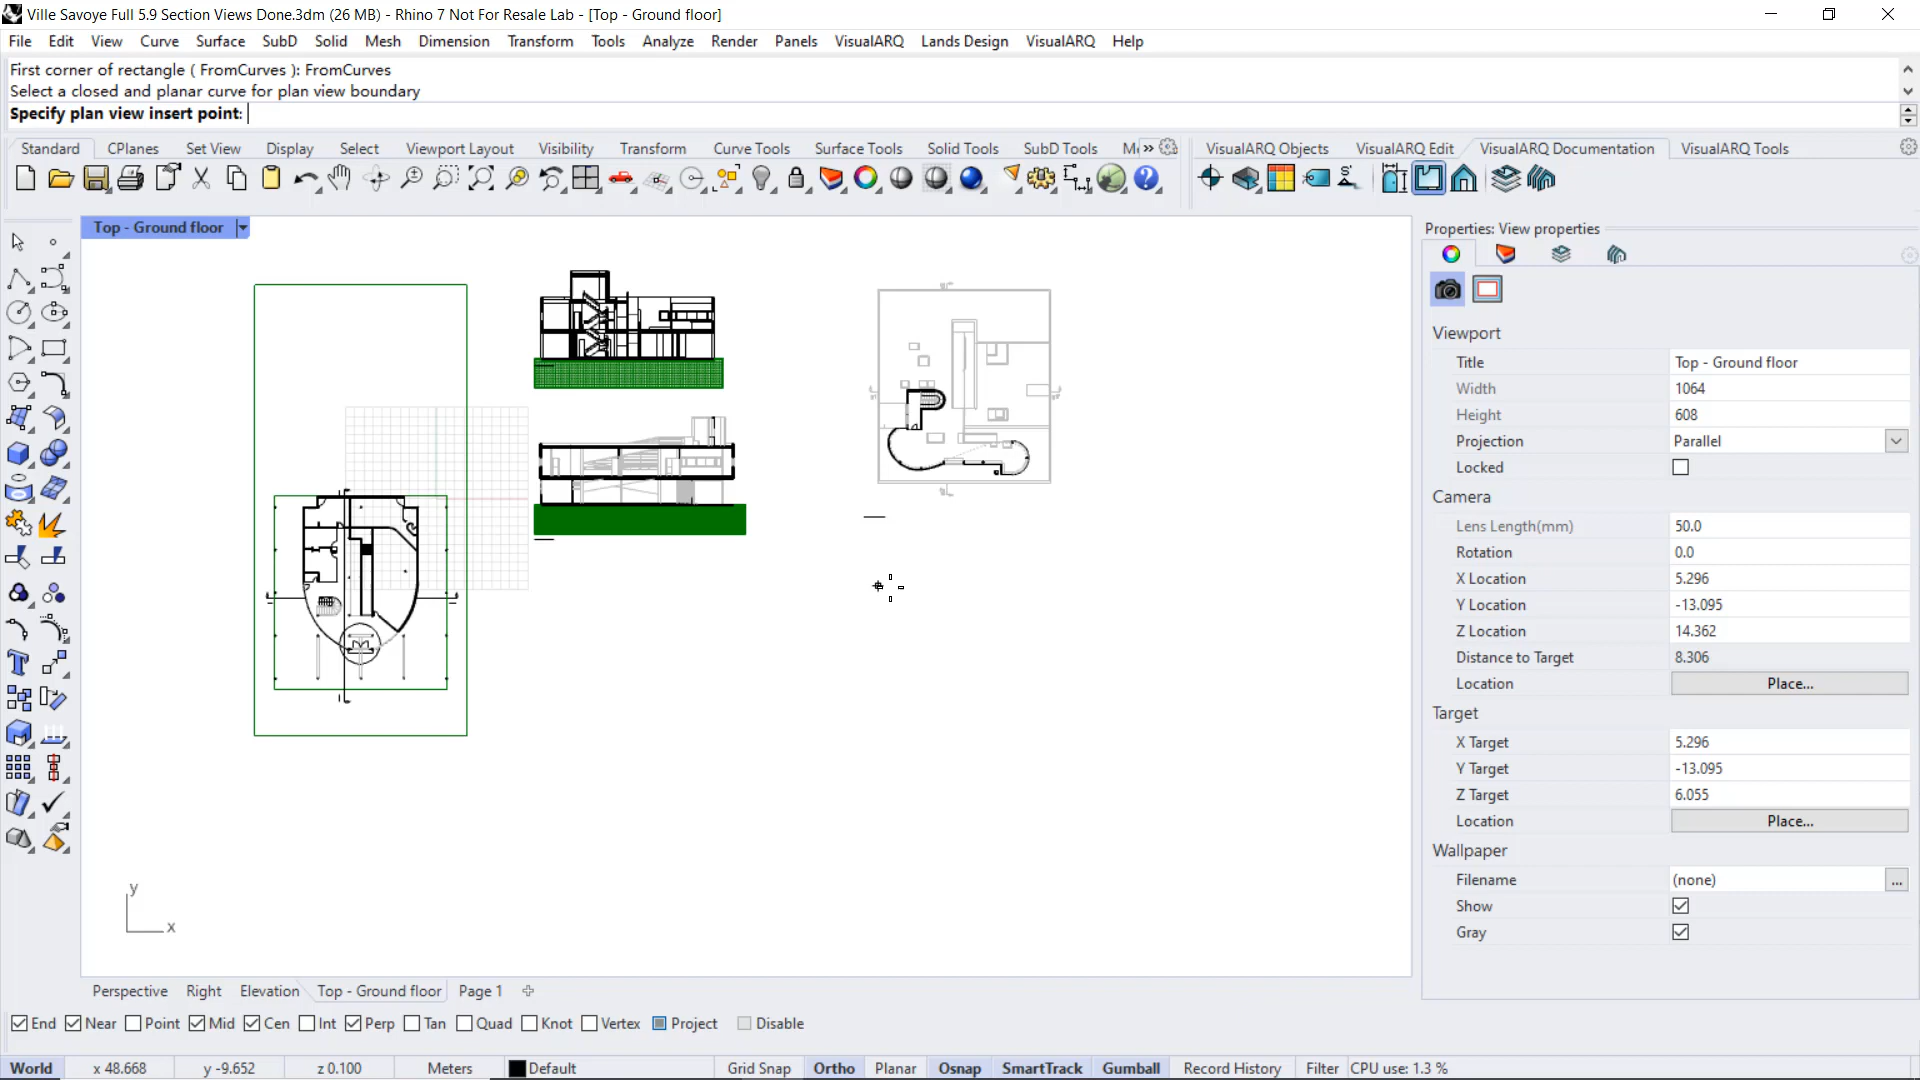 Ville Savoye Full 5.9 Section Views Done.3dm (26 MB) - Rhino 7 Not For Resale Lab - [Top - Ground floor]
File Edit View Curve Surface SubD Solid Mesh Dimension Transform Tools Analyze Render Panels VisualARQ Lands Design VisualARQ Help
First corner of rectangle ( FromCurves ): FromCurves
Select a closed and planar curve for plan view boundary
Specify plan view insert point:
Standard CPlanes Set View Display Select Viewport Layout Visibility Transform Curve Tools Surface Tools Solid Tools SubD Tools VisualARQ Objects VisualARQ Edit VisualARQ Documentation VisualARQ Tools
Top - Ground floor
Properties: View properties
Viewport
Title Top - Ground floor
Width 1064
Height 608
Projection Parallel
Locked
Camera
Lens Length(mm) 50.0
Rotation 0.0
X Location 5.296
Y Location -13.095
Z Location 14.362
Distance to Target 8.306
Location Place...
Target
X Target 5.296
Y Target -13.095
Z Target 6.055
Location Place...
Wallpaper
Filename (none) ...
Show
Gray
y
x
Perspective Right Elevation Top - Ground floor Page 1
End Near Point Mid Cen Int Perp Tan Quad Knot Vertex Project Disable
World x 48.668 y -9.652 z 0.100 Meters Default Grid Snap Ortho Planar Osnap SmartTrack Gumball Record History Filter CPU use: 1.3 %